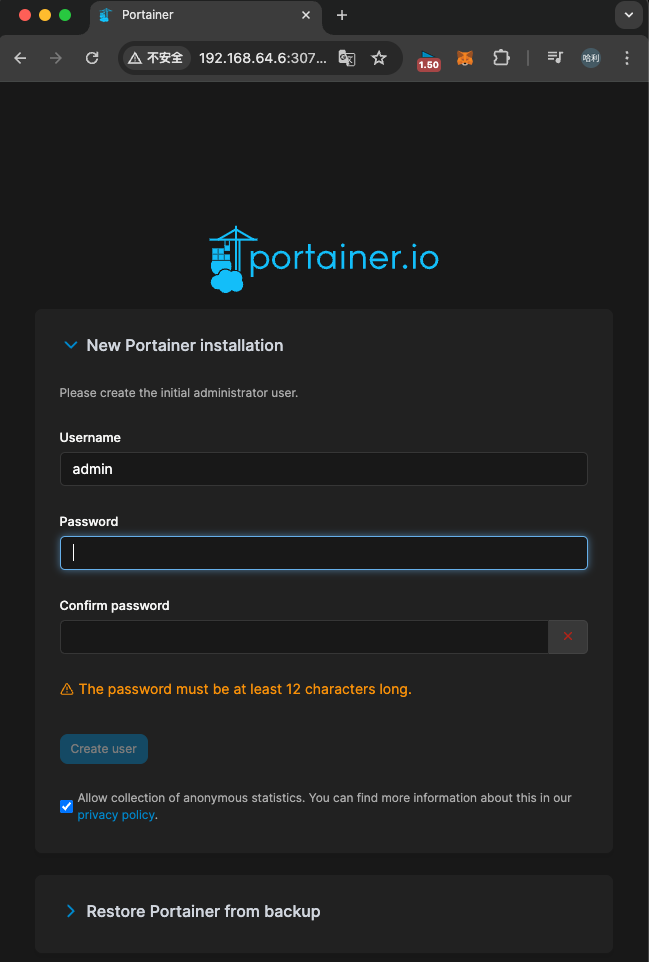 Portainer
不安全
192.168.64.6:307...
1.50
哈利
portainer.io
New Portainer installation
Please create the initial administrator user.
Username
admin
Password
Confirm password
The password must be at least 12 characters long.
Create user
Allow collection of anonymous statistics. You can find more information about this in our
privacy policy.
Restore Portainer from backup